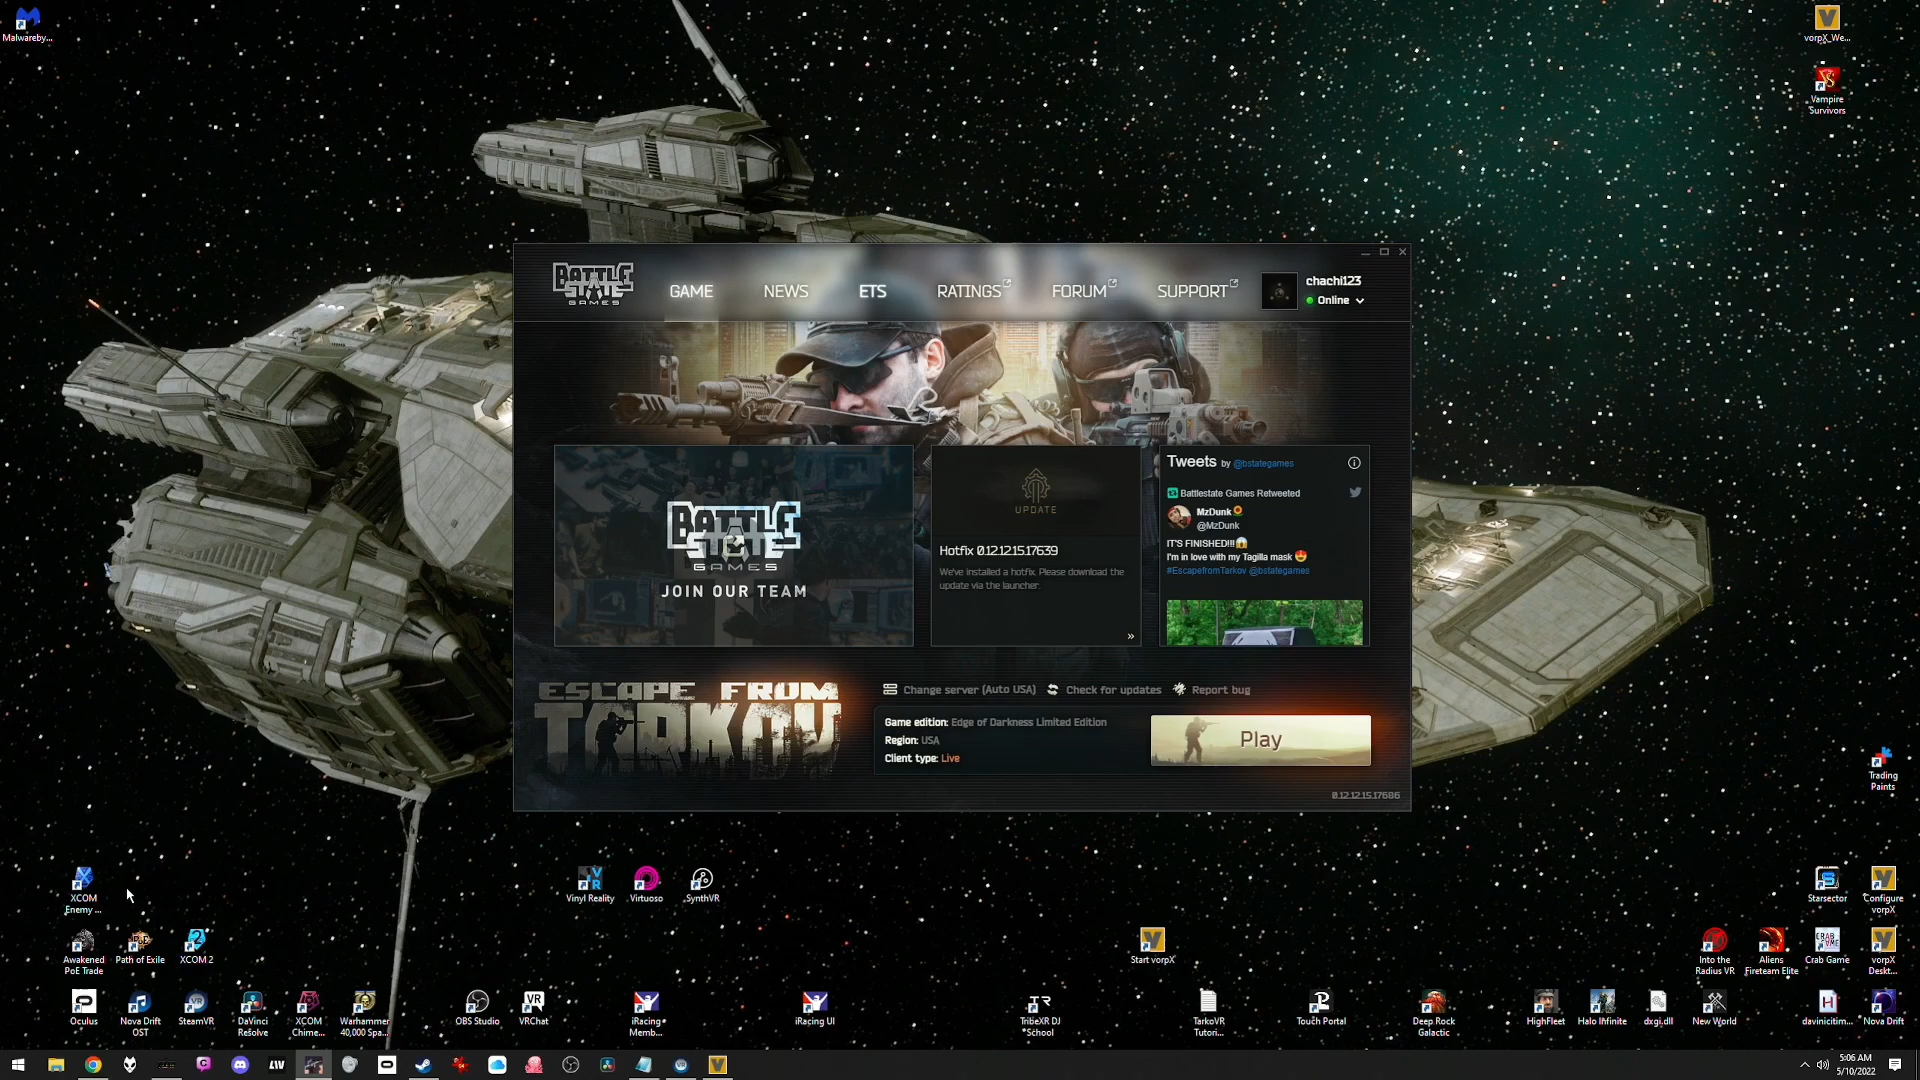 Malwareby...
vorpX_We...
Vampire
Survivors
BATTLE
STATE
GAMES
GAME
NEWS
ETS
RATINGS
FORUM
SUPPORT
chachi123
Online
BATTLE
STATE
GAMES
JOIN OUR TEAM
UPDATE
Hotfix 0.12.12.15.17639
We've installed a hotfix. Please download the
update via the launcher.
»
Tweets by @bstategames
Battlestate Games Retweeted
MzDunk
@MzDunk
IT'S FINISHED!!!
I'm in love with my Tagilla mask
#EscapefromTarkov @bstategames
ESCAPE FROM
TARKOV
Change server (Auto USA)
Check for updates
Report bug
Game edition: Edge of Darkness Limited Edition
Region: USA
Client type: Live
Play
0.12.12.15.17686
Trading
Paints
XCOM
Enemy ...
Vinyl Reality
Virtuoso
SynthVR
Starsector
Configure
vorpX
Awakened
PoE Trade
Path of Exile
XCOM 2
Start vorpX
Into the
Radius VR
Aliens
Fireteam Elite
Crab Game
vorpX
Deskt...
Oculus
Nova Drift
OST
SteamVR
DaVinci
Resolve
XCOM
Chime...
Warhammer
40,000 Spa...
OBS Studio
VRChat
iRacing
Memb...
iRacing UI
TribeXR DJ
School
TarkoVR
Tutori...
Touch Portal
Deep Rock
Galactic
HighFleet
Halo Infinite
dxgi.dll
New World
davinicitim...
Nova Drift
5:06 AM
5/10/2022